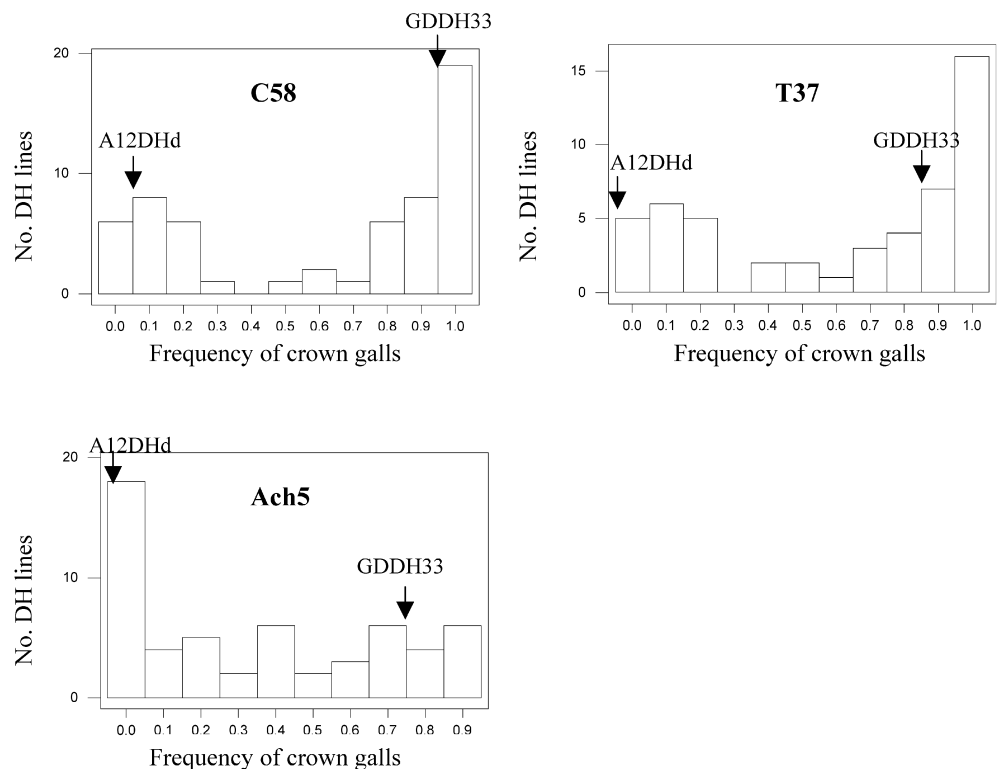 GDDH33
20
C58
A12DHd
10
0
No. DH lines
0.0 0.1 0.2 0.3 0.4 0.5 0.6 0.7 0.8 0.9 1.0
Frequency of crown galls
15
T37
GDDH33
10
A12DHd
5
0
No. DH lines
0.0 0.1 0.2 0.3 0.4 0.5 0.6 0.7 0.8 0.9 1.0
Frequency of crown galls
A12DHd
20
Ach5
GDDH33
10
0
No. DH lines
0.0 0.1 0.2 0.3 0.4 0.5 0.6 0.7 0.8 0.9
Frequency of crown galls